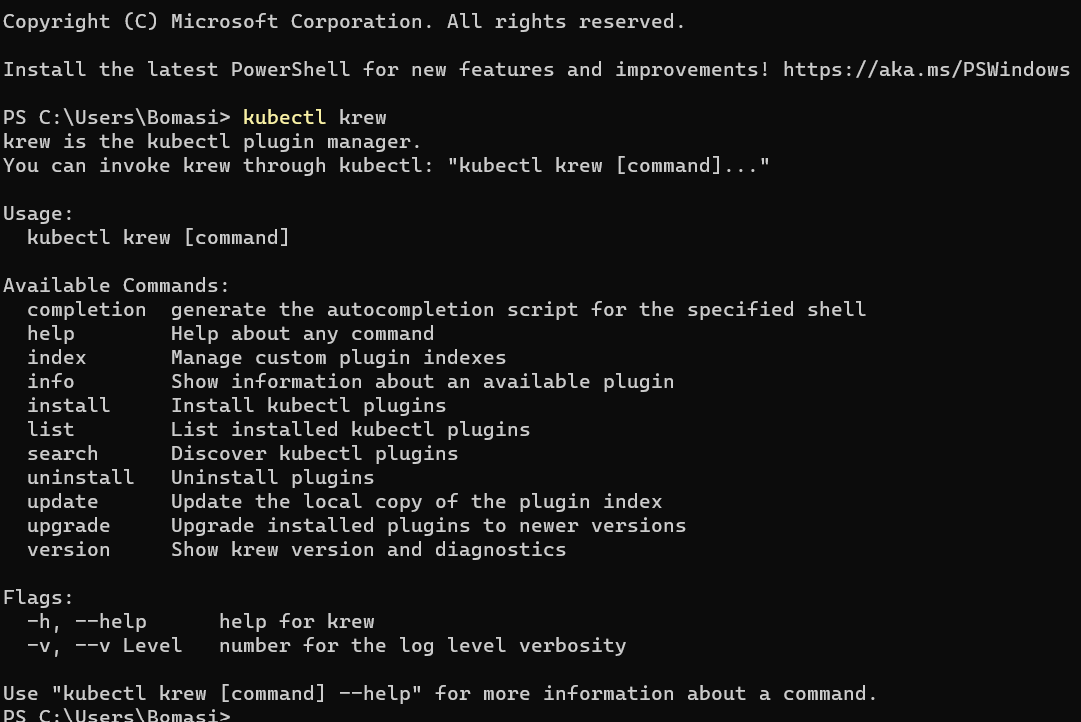 Copyright (C) Microsoft Corporation. All rights reserved.
Install the latest PowerShell for new features and improvements! https://aka.ms/PSWindows
PS C:\Users\Bomasi> kubectl krew
krew is the kubectl plugin manager.
You can invoke krew through kubectl: "kubectl krew [command]..."
Usage:
  kubectl krew [command]
Available Commands:
  completion  generate the autocompletion script for the specified shell
  help        Help about any command
  index       Manage custom plugin indexes
  info        Show information about an available plugin
  install     Install kubectl plugins
  list        List installed kubectl plugins
  search      Discover kubectl plugins
  uninstall   Uninstall plugins
  update      Update the local copy of the plugin index
  upgrade     Upgrade installed plugins to newer versions
  version     Show krew version and diagnostics
Flags:
  -h, --help      help for krew
  -v, --v Level   number for the log level verbosity
Use "kubectl krew [command] --help" for more information about a command.
PS C:\Users\Bomasi>